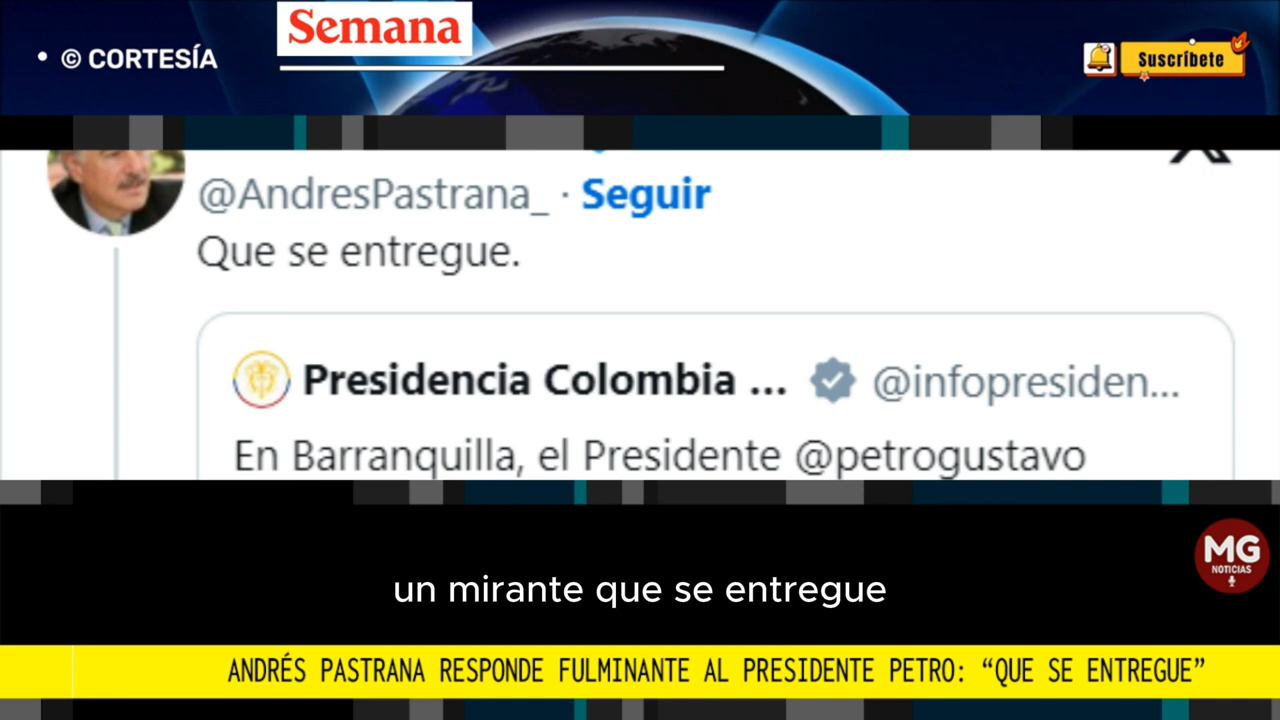 Semana
• © CORTESÍA
Suscríbete
@AndresPastrana_ · Seguir
Que se entregue.
Presidencia Colombia ... @infopresiden...
En Barranquilla, el Presidente @petrogustavo
un mirante que se entregue
MG
NOTICIAS
ANDRÉS PASTRANA RESPONDE FULMINANTE AL PRESIDENTE PETRO: “QUE SE ENTREGUE”